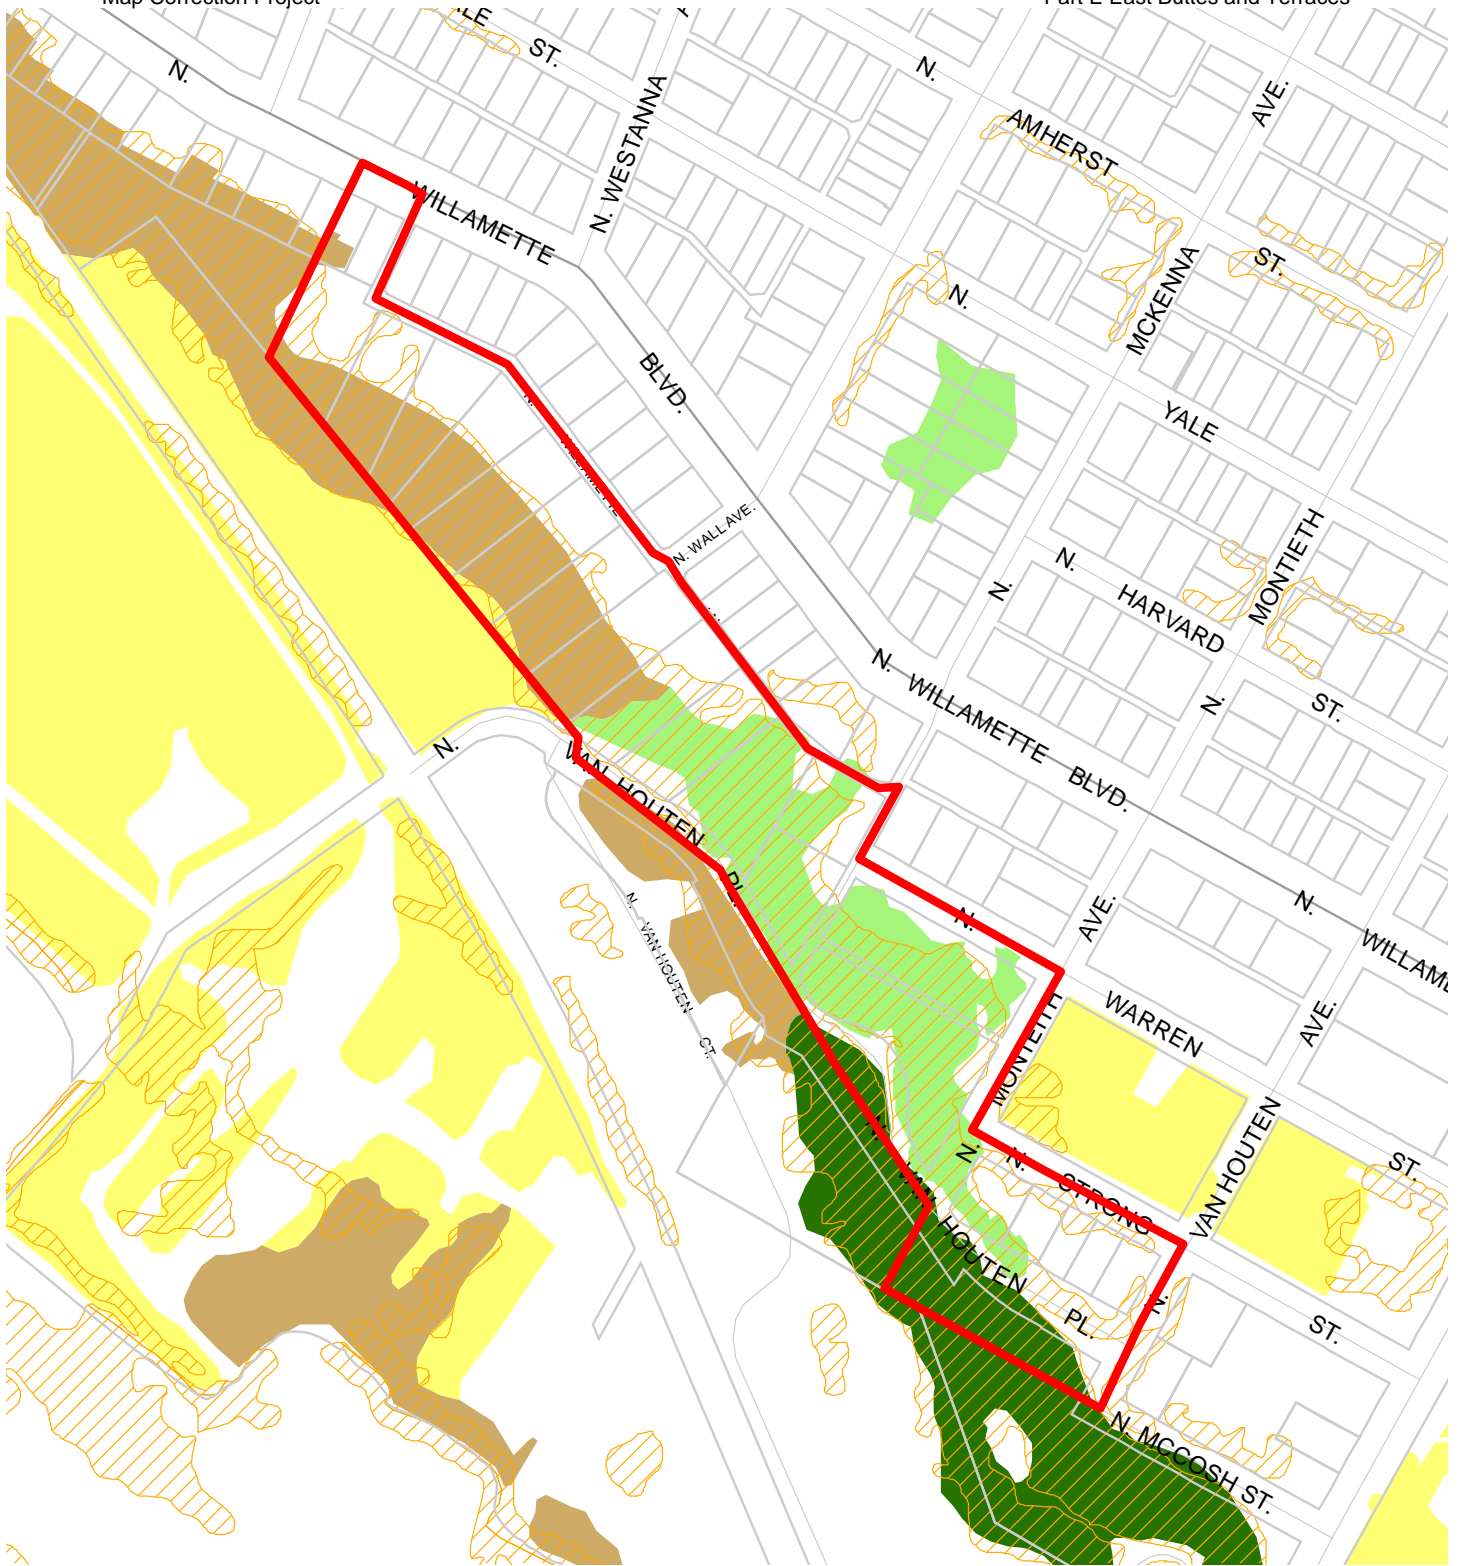 Map Correction Project
Part E East Buttes and Terraces
ST.
N.
N.
N. WESTANNA
AVE.
AMHERST
WILLAMETTE
ST.
MCKENNA
N.
BLVD.
YALE
N.
N. WALL AVE.
MONTIETH
N.
HARVARD
N.
N.
ST.
N. WILLAMETTE BLVD.
N.
N.
VAN HOUTEN PL.
N. VAN HOUTEN CT.
N.
AVE.
N.
WARREN
AVE.
MONTEITH
N.
N. STRONG
ST.
VAN HOUTEN
ST.
N.
N. VAN HOUTEN PL.
N. MCCOSH ST.